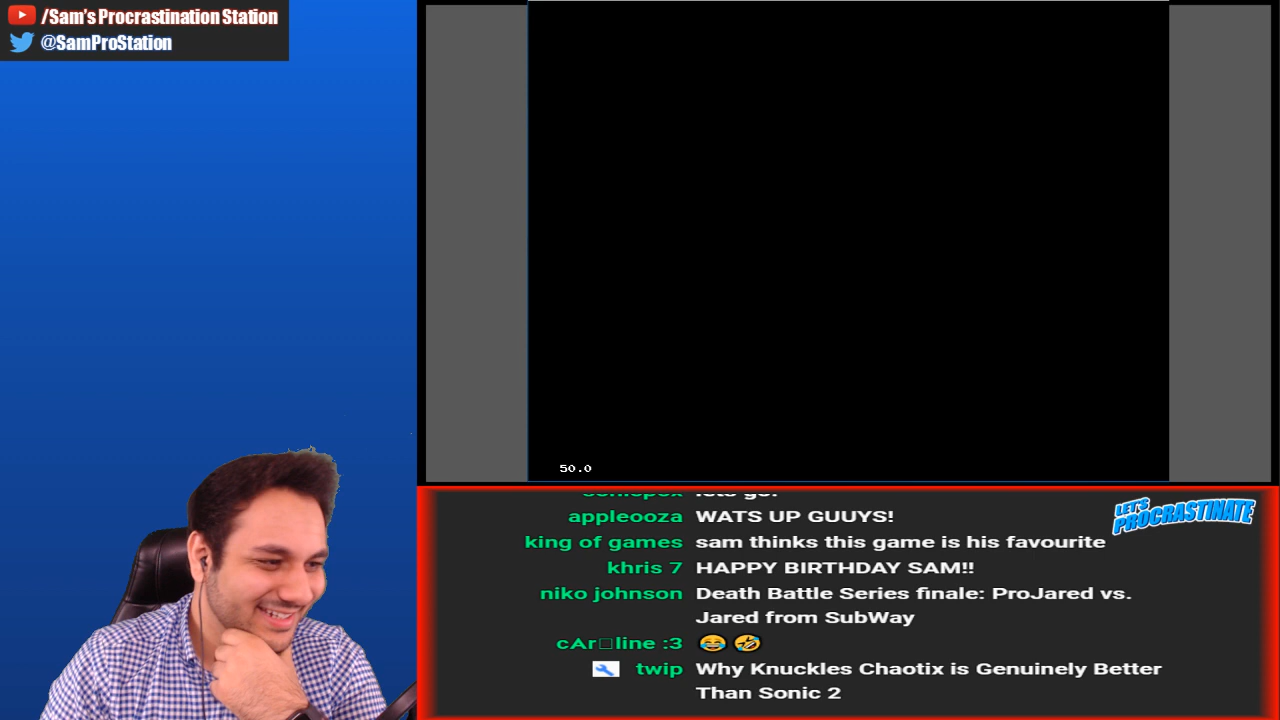 /Sam's Procrastination Station
@SamProStation
50.0
appleooza WATS UP GUUYS!
king of games sam thinks this game is his favourite
khris 7 HAPPY BIRTHDAY SAM!!
niko johnson Death Battle Series finale: ProJared vs.
Jared from SubWay
cAr□line :3 😂 🤣
twip Why Knuckles Chaotix is Genuinely Better
Than Sonic 2
LET'S
PROCRASTINATE